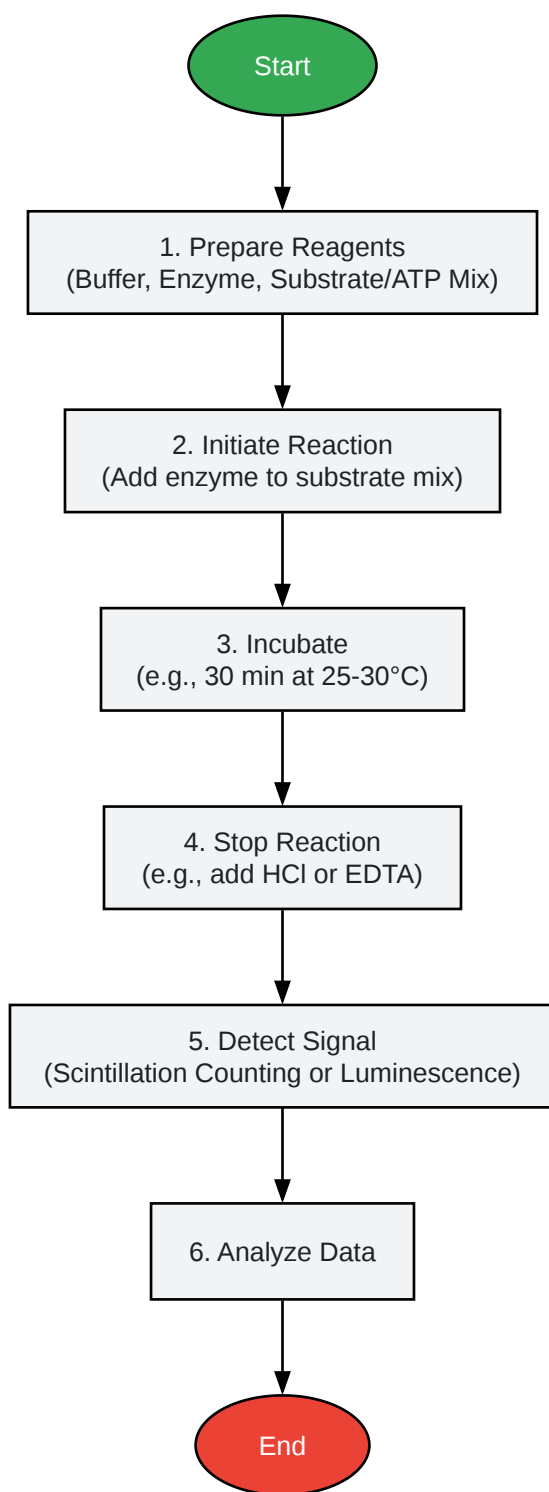 Start
1. Prepare Reagents
(Buffer, Enzyme, Substrate/ATP Mix)
2. Initiate Reaction
(Add enzyme to substrate mix)
3. Incubate
(e.g., 30 min at 25-30°C)
4. Stop Reaction
(e.g., add HCl or EDTA)
5. Detect Signal
(Scintillation Counting or Luminescence)
6. Analyze Data
End